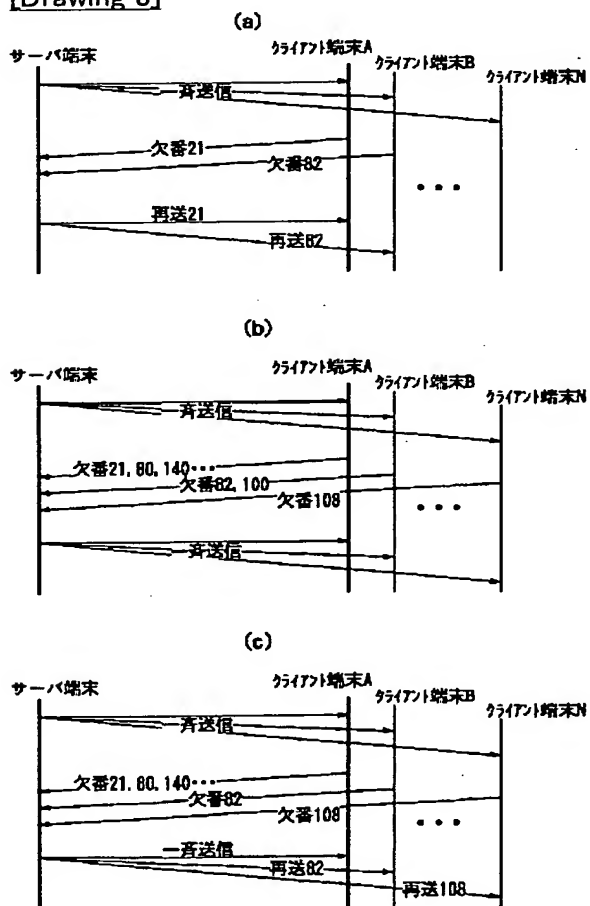 [Drawing
(a)
サーバ端末
クライアント端末A
クライアント端末B
クライアント端末N
一斉送信
欠番21
欠番82
・・・
再送21
再送82
(b)
サーバ端末
クライアント端末A
クライアント端末B
クライアント端末N
一斉送信
欠番21, 80, 140・・・
欠番82, 100
欠番108
・・・
一斉送信
(c)
サーバ端末
クライアント端末A
クライアント端末B
クライアント端末N
一斉送信
欠番21, 80, 140・・・
欠番82
欠番108
・・・
一斉送信
再送82
再送108